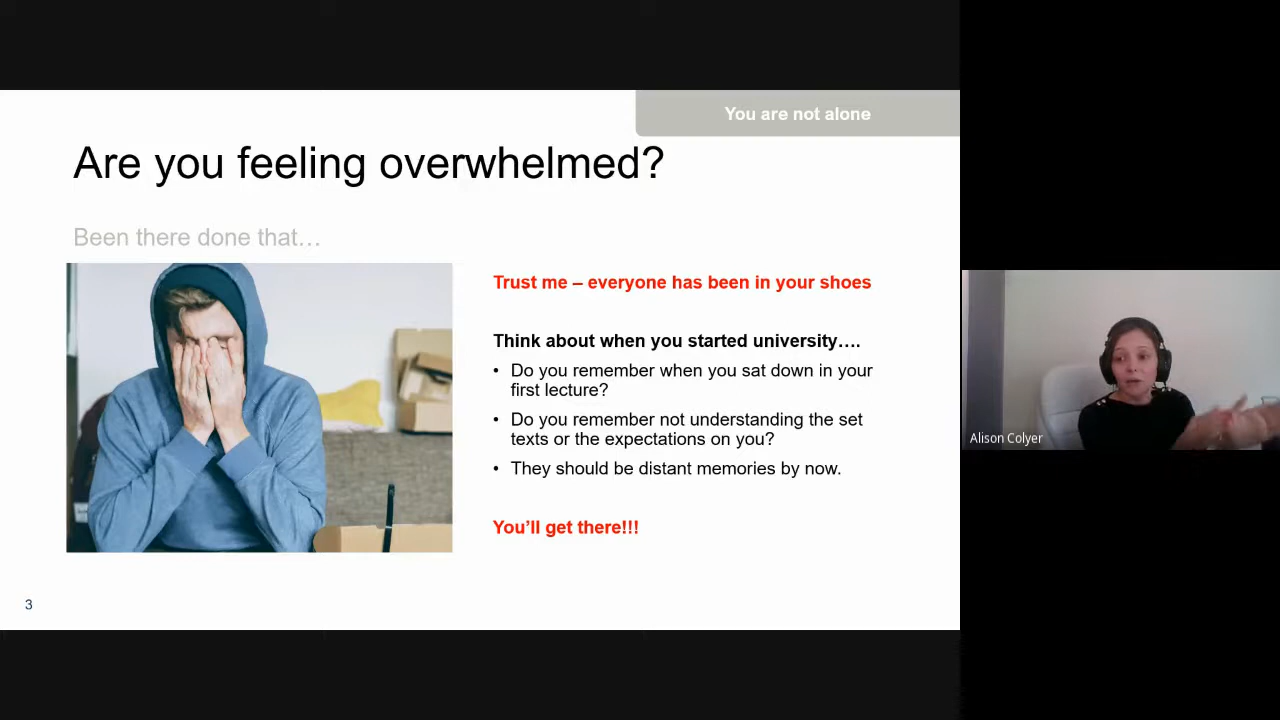 You are not alone
Are you feeling overwhelmed?
Been there done that…
Trust me – everyone has been in your shoes
Think about when you started university….
• Do you remember when you sat down in your
first lecture?
• Do you remember not understanding the set
texts or the expectations on you?
• They should be distant memories by now.
You’ll get there!!!
3
Alison Colyer